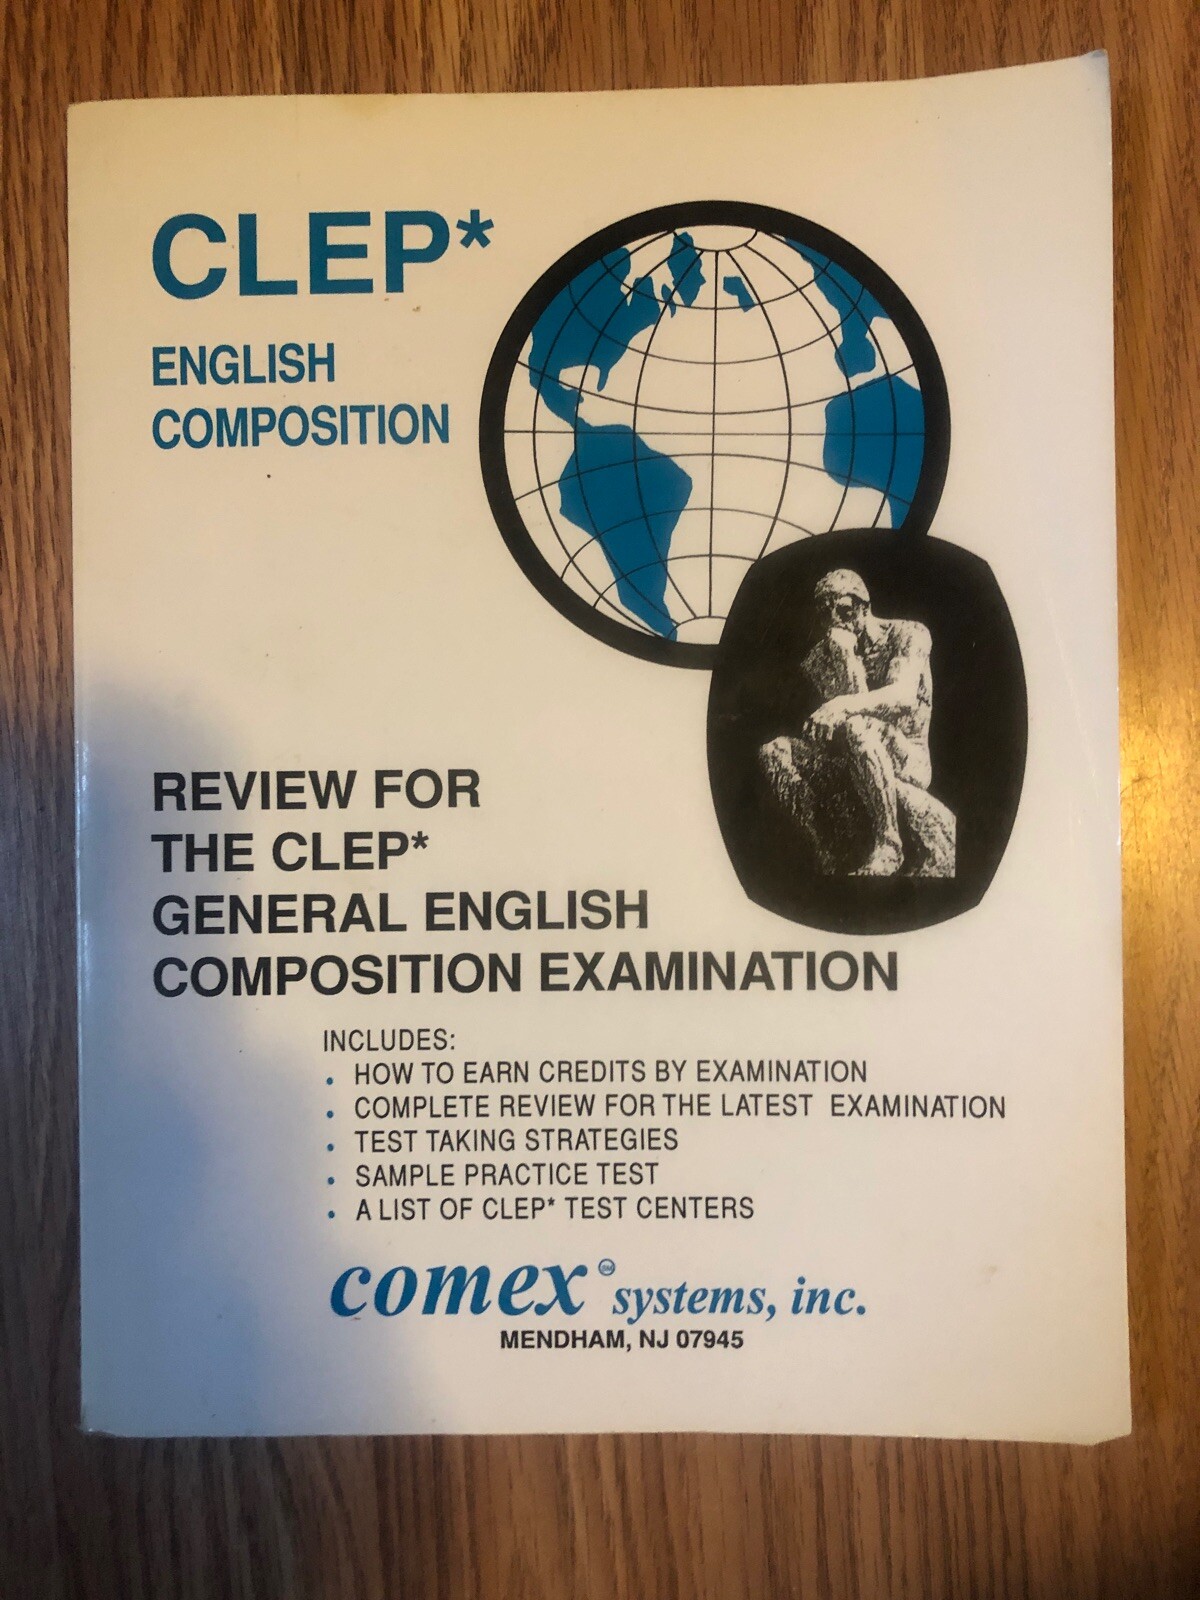 CLEP*
ENGLISH
COMPOSITION
REVIEW FOR
THE CLEP*
GENERAL ENGLISH
COMPOSITION EXAMINATION
INCLUDES:
• HOW TO EARN CREDITS BY EXAMINATION
• COMPLETE REVIEW FOR THE LATEST EXAMINATION
• TEST TAKING STRATEGIES
• SAMPLE PRACTICE TEST
• A LIST OF CLEP* TEST CENTERS
comex℠ systems, inc.
MENDHAM, NJ 07945